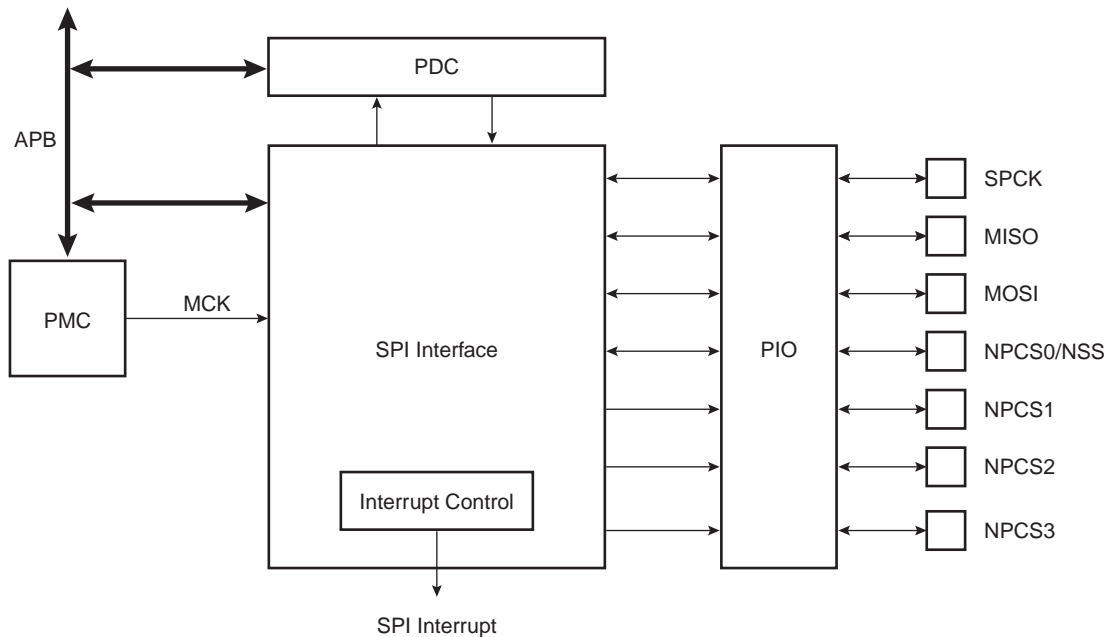 PDC
APB
SPCK
MISO
MCK
MOSI
PMC
SPI Interface
PIO
NPCS0/NSS
NPCS1
NPCS2
Interrupt Control
NPCS3
SPI Interrupt